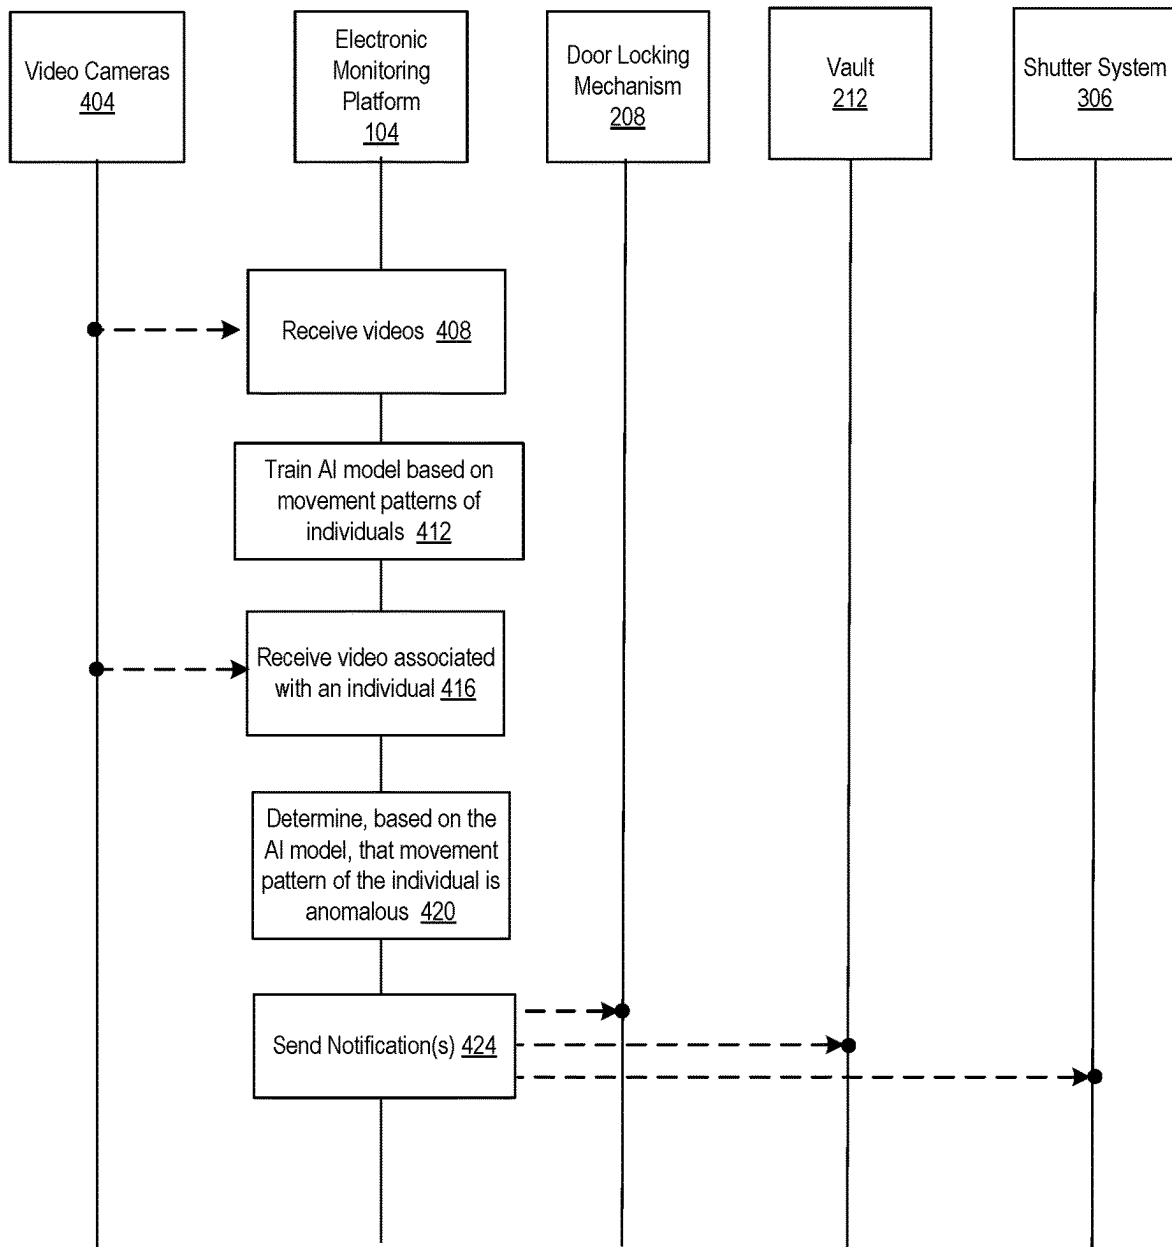 Video Cameras
404
Electronic
Monitoring
Platform
104
Door Locking
Mechanism
208
Vault
212
Shutter System
306
Receive videos 408
Train AI model based on
movement patterns of
individuals 412
Receive video associated
with an individual 416
Determine, based on the
AI model, that movement
pattern of the individual is
anomalous 420
Send Notification(s) 424